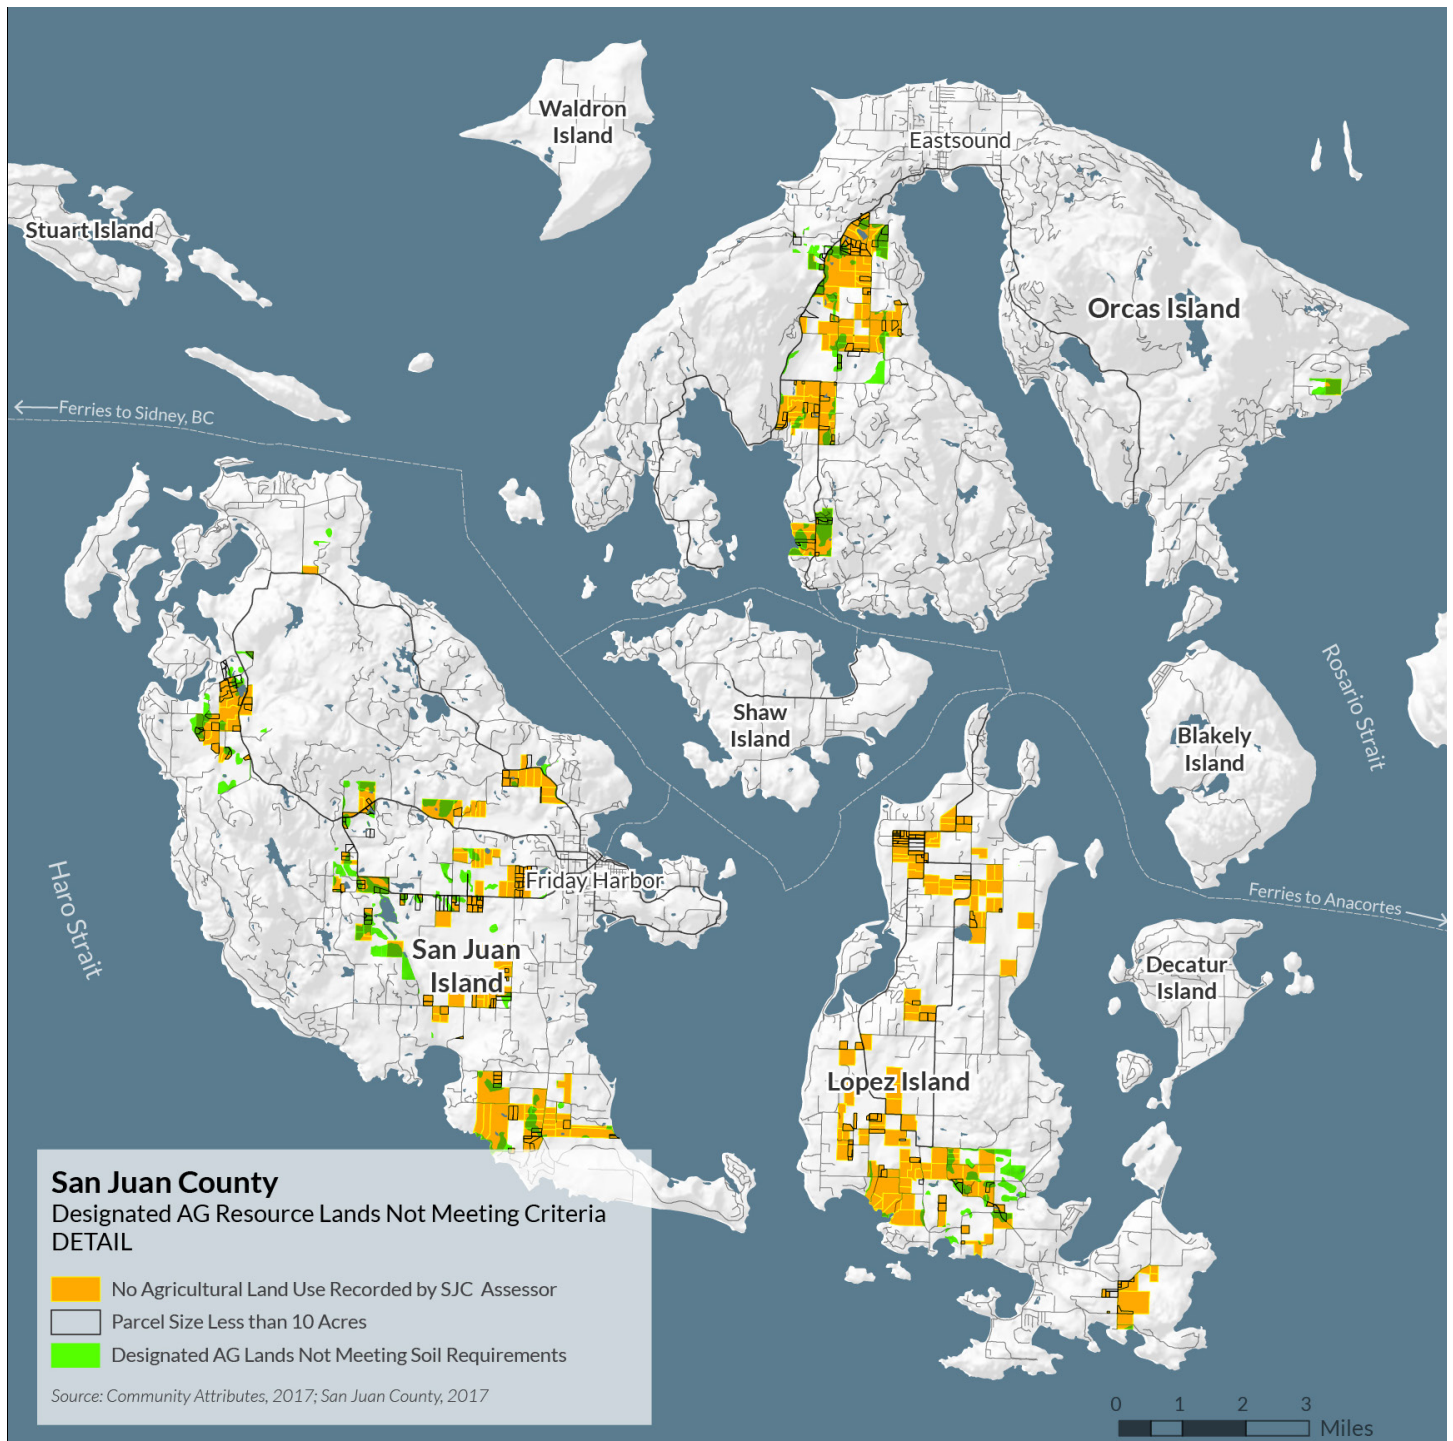 Waldron
Island
Eastsound
Stuart Island
Orcas Island
Ferries to Sidney, BC
Shaw
Island
Rosario Strait
Blakely
Island
Haro Strait
Friday Harbor
Ferries to Anacortes
San Juan
Island
Decatur
Island
Lopez Island
San Juan County
Designated AG Resource Lands Not Meeting Criteria
DETAIL
No Agricultural Land Use Recorded by SJC Assessor
Parcel Size Less than 10 Acres
Designated AG Lands Not Meeting Soil Requirements
Source: Community Attributes, 2017; San Juan County, 2017
0 1 2 3
Miles